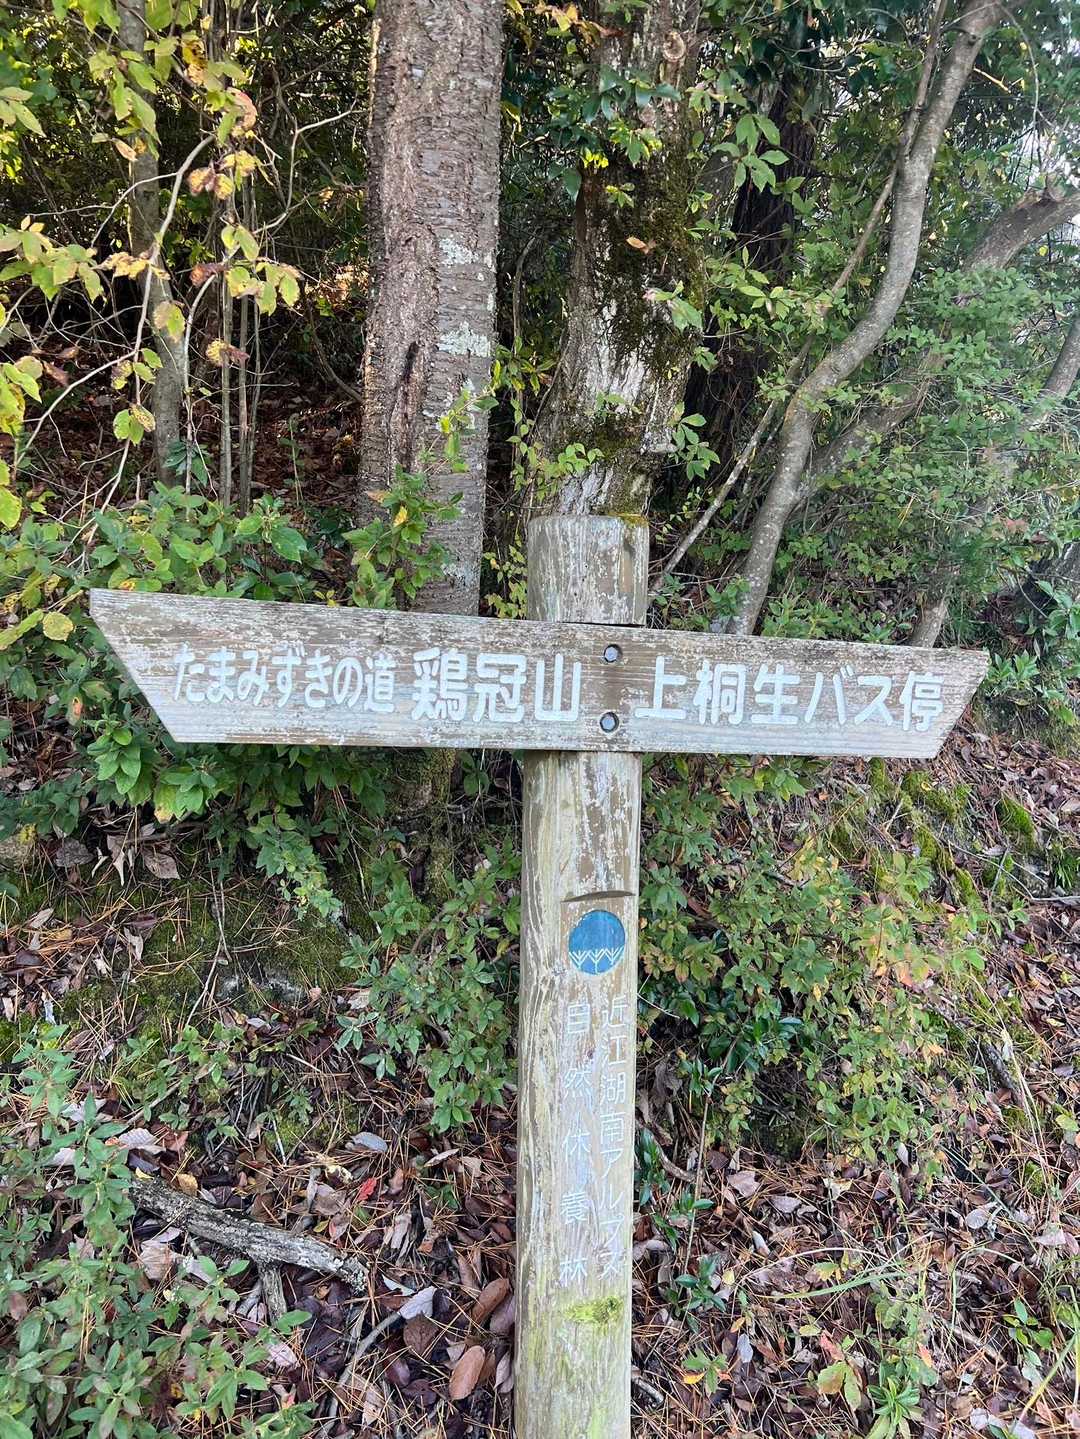 たまみずきの道 鶏冠山 上桐生バス停
近江湖南アルプス
自然休養林